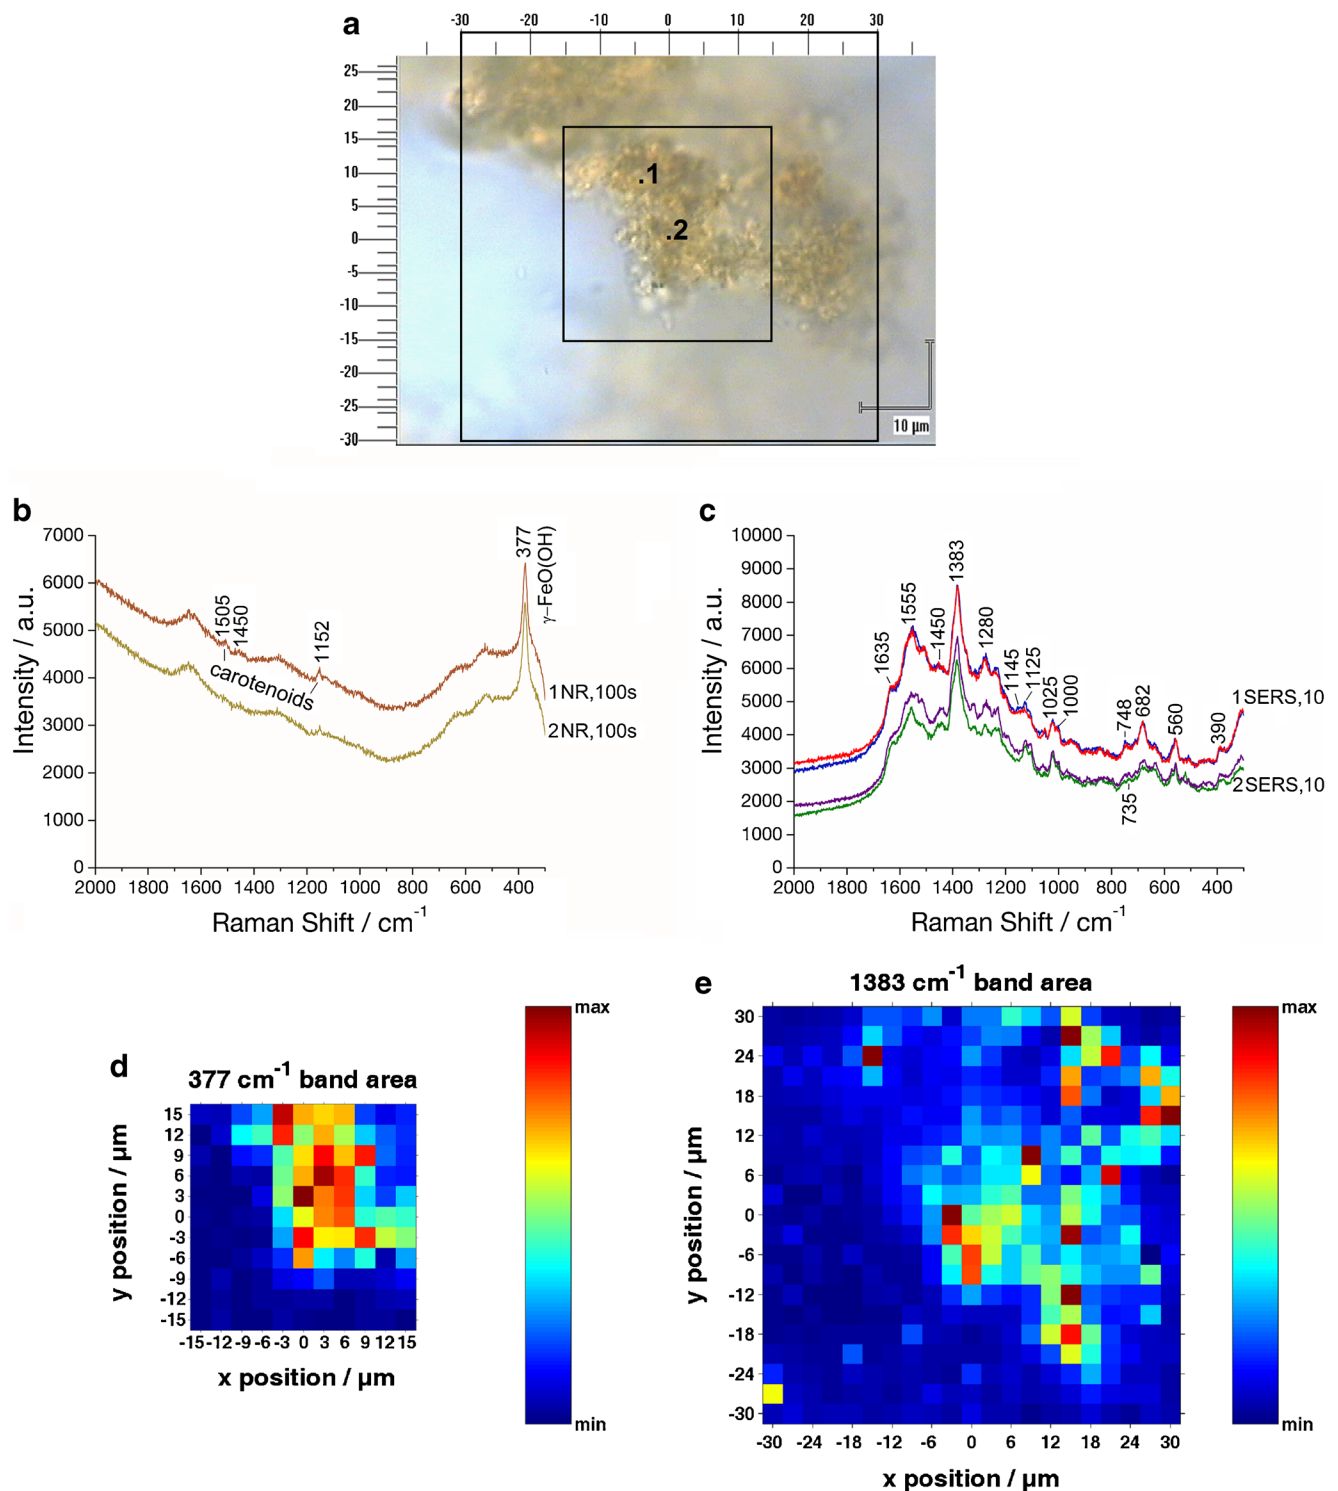 a
-30 -20 -10 0 10 20 30
25
20
15
10
5
0
-5
-10
-15
-20
-25
-30
.1
.2
10 µm
b
Intensity / a.u.
7000
6000
5000
4000
3000
2000
1000
0
1505
1450
carotenoids
1152
377
γ–FeO(OH)
1NR,100s
2NR,100s
2000 1800 1600 1400 1200 1000 800 600 400
Raman Shift / cm-1
c
Intensity / a.u.
10000
9000
8000
7000
6000
5000
4000
3000
2000
1000
0
1635
1555
1450
1383
1280
1145
1125
1025
1000
748
735
682
560
390
1SERS,10
2SERS,10
2000 1800 1600 1400 1200 1000 800 600 400
Raman Shift / cm-1
d
377 cm-1 band area
y position / µm
15
12
9
6
3
0
-3
-6
-9
-12
-15
-15 -12 -9 -6 -3 0 3 6 9 12 15
x position / µm
max
min
e
1383 cm-1 band area
y position / µm
30
24
18
12
6
0
-6
-12
-18
-24
-30
-30 -24 -18 -12 -6 0 6 12 18 24 30
x position / µm
max
min